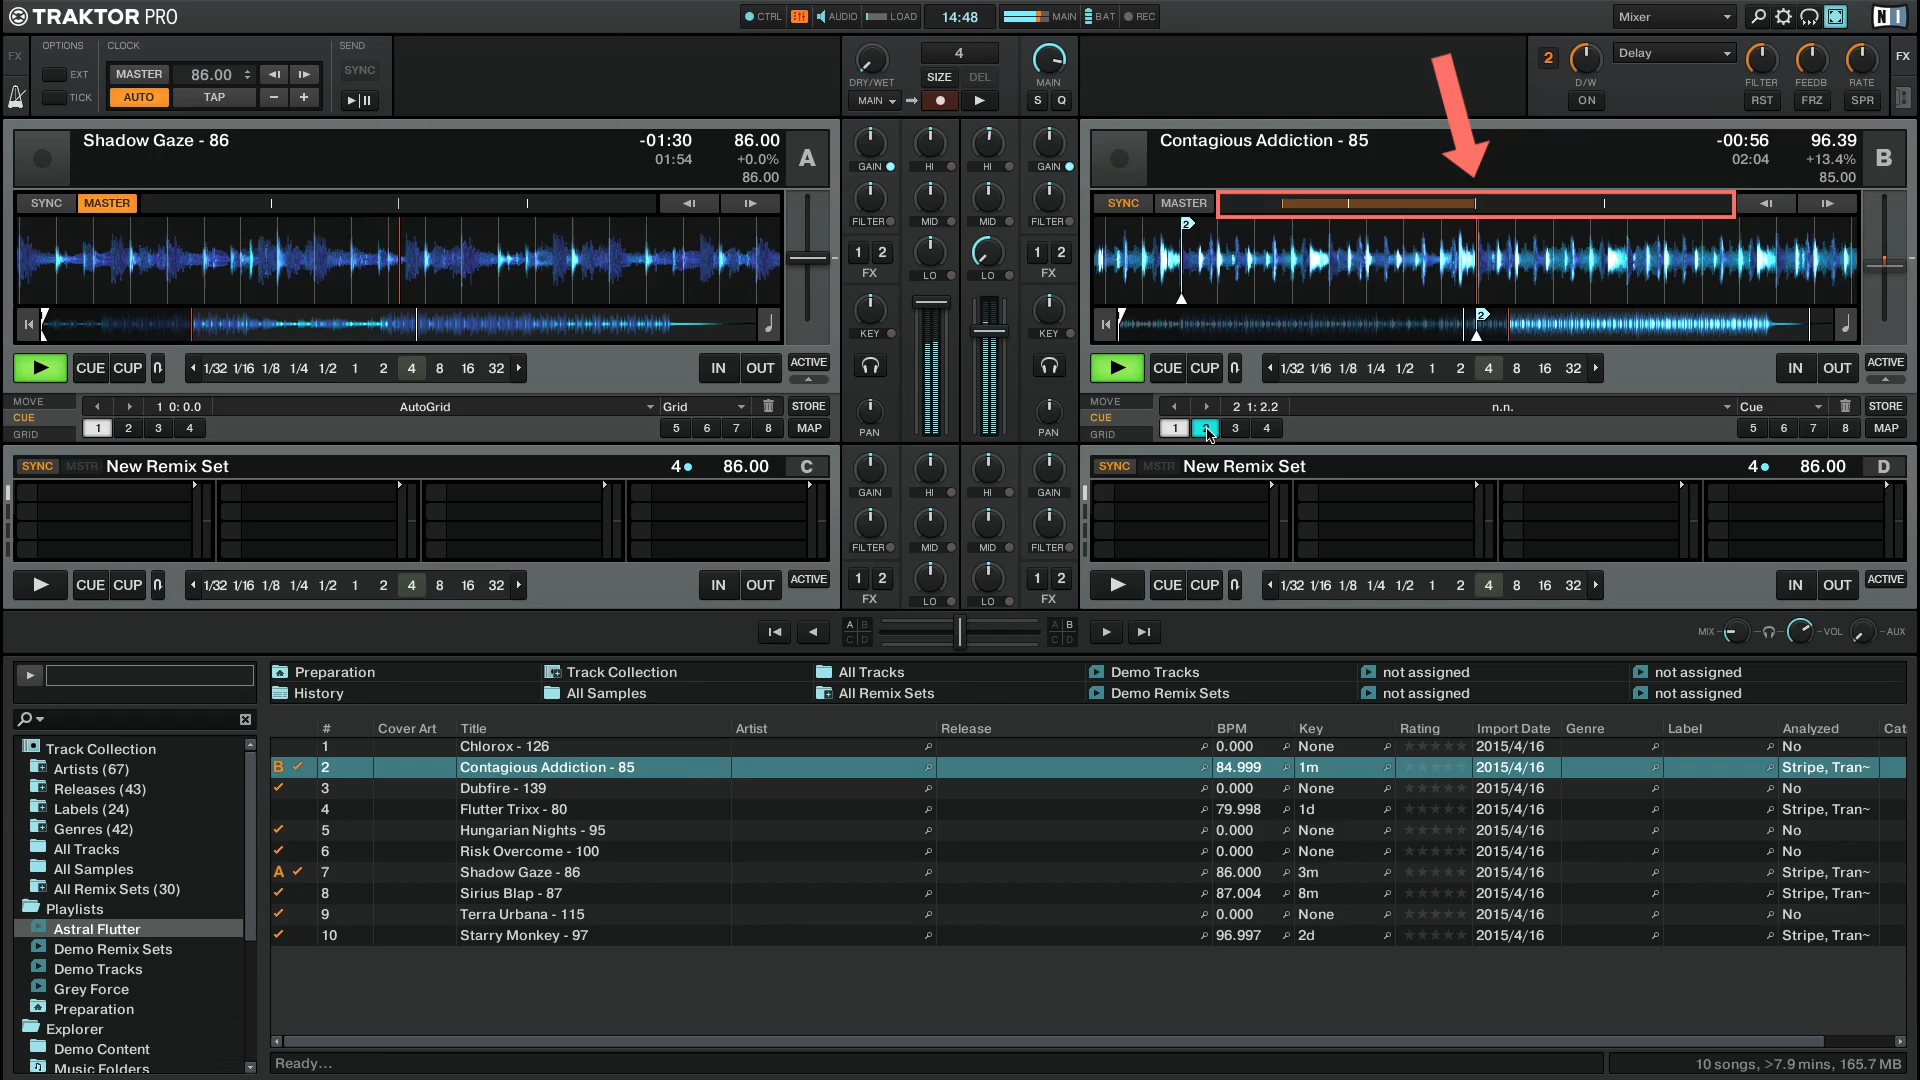 TRAKTOR PRO
CTRL AUDIO LOAD 14:48 MAIN BAT REC
Mixer
FX OPTIONS CLOCK SEND
EXT MASTER 86.00 SYNC
TICK AUTO TAP
DRY/WET 4 MAIN
SIZE DEL
MAIN S Q
2 Delay FX
D/W FILTER FEEDB RATE
ON RST FRZ SPR
Shadow Gaze - 86 -01:30 86.00 A
01:54 +0.0%
86.00
SYNC MASTER
CUE CUP 1/32 1/16 1/8 1/4 1/2 1 2 4 8 16 32 IN OUT ACTIVE
MOVE
CUE
GRID
1 0: 0.0 AutoGrid Grid STORE
1 2 3 4 5 6 7 8 MAP
GAIN HI HI GAIN
FILTER MID MID FILTER
1 2 LO LO 1 2
FX FX
KEY KEY
PAN PAN
Contagious Addiction - 85 -00:56 96.39 B
02:04 +13.4%
85.00
SYNC MASTER
2
2
CUE CUP 1/32 1/16 1/8 1/4 1/2 1 2 4 8 16 32 IN OUT ACTIVE
MOVE
CUE
GRID
2 1: 2.2 n.n. Cue STORE
1 3 4 5 6 7 8 MAP
SYNC MSTR New Remix Set 4 86.00 C
CUE CUP 1/32 1/16 1/8 1/4 1/2 1 2 4 8 16 32 IN OUT ACTIVE
GAIN HI HI GAIN
FILTER MID MID FILTER
1 2 1 2
FX LO LO FX
SYNC MSTR New Remix Set 4 86.00 D
CUE CUP 1/32 1/16 1/8 1/4 1/2 1 2 4 8 16 32 IN OUT ACTIVE
A B A B
C D C D
MIX VOL AUX
Preparation Track Collection All Tracks Demo Tracks not assigned not assigned
History All Samples All Remix Sets Demo Remix Sets not assigned not assigned
Track Collection
Artists (67)
Releases (43)
Labels (24)
Genres (42)
All Tracks
All Samples
All Remix Sets (30)
Playlists
Astral Flutter
Demo Remix Sets
Demo Tracks
Grey Force
Preparation
Explorer
Demo Content
Music Folders
# Cover Art Title Artist Release BPM Key Rating Import Date Genre Label Analyzed Cat
1 Chlorox - 126 0.000 None 2015/4/16 No
B 2 Contagious Addiction - 85 84.999 1m 2015/4/16 Stripe, Tran~
3 Dubfire - 139 0.000 None 2015/4/16 No
4 Flutter Trixx - 80 79.998 1d 2015/4/16 Stripe, Tran~
5 Hungarian Nights - 95 0.000 None 2015/4/16 No
6 Risk Overcome - 100 0.000 None 2015/4/16 No
A 7 Shadow Gaze - 86 86.000 3m 2015/4/16 Stripe, Tran~
8 Sirius Blap - 87 87.004 8m 2015/4/16 Stripe, Tran~
9 Terra Urbana - 115 0.000 None 2015/4/16 No
10 Starry Monkey - 97 96.997 2d 2015/4/16 Stripe, Tran~
Ready...
10 songs, >7.9 mins, 165.7 MB